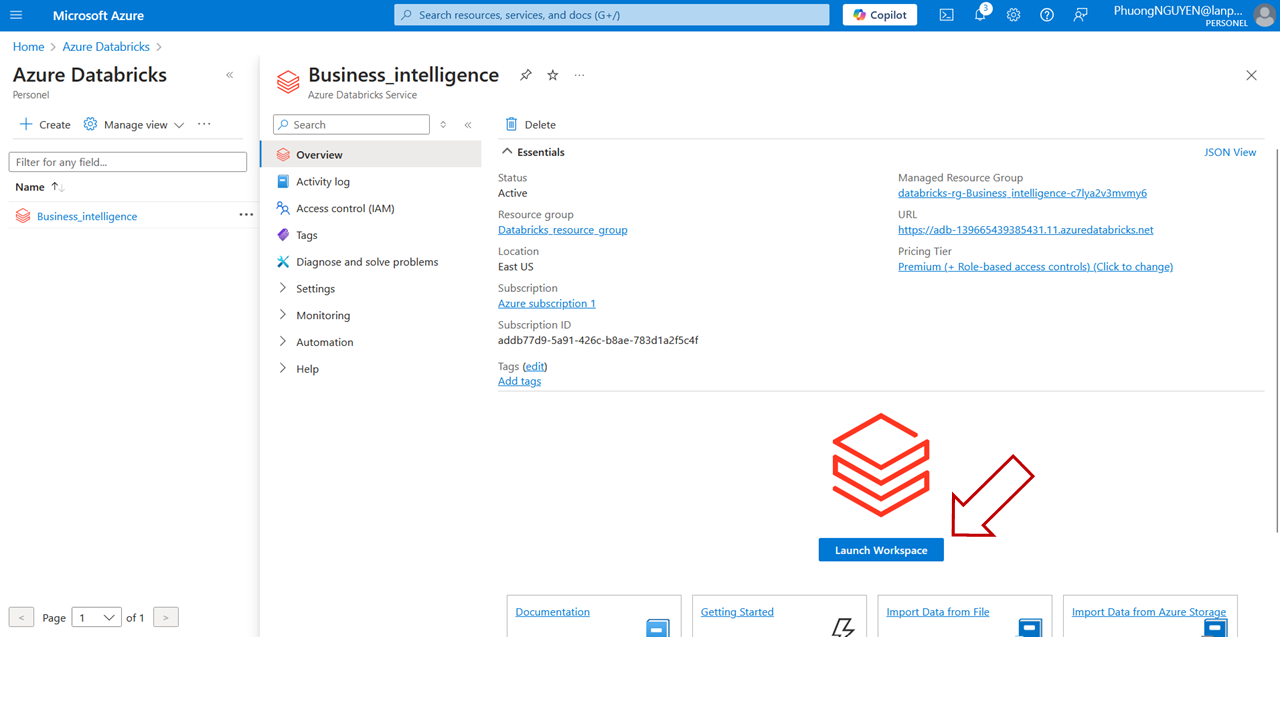 Microsoft Azure
Search resources, services, and docs (G+/)
Copilot
3
PhuongNGUYEN@lanp...
PERSONEL
Home > Azure Databricks >
Azure Databricks
Personel
Create
Manage view
Filter for any field...
Name
Business_intelligence
< Page 1 of 1 >
Business_intelligence
Azure Databricks Service
Search
Overview
Activity log
Access control (IAM)
Tags
Diagnose and solve problems
Settings
Monitoring
Automation
Help
Delete
Essentials
JSON View
Status
Active
Resource group
Databricks_resource_group
Location
East US
Subscription
Azure subscription 1
Subscription ID
addb77d9-5a91-426c-b8ae-783d1a2f5c4f
Managed Resource Group
databricks-rg-Business_intelligence-c7lya2v3mvmy6
URL
https://adb-139665439385431.11.azuredatabricks.net
Pricing Tier
Premium (+ Role-based access controls) (Click to change)
Tags (edit)
Add tags
Launch Workspace
Documentation
Getting Started
Import Data from File
Import Data from Azure Storage